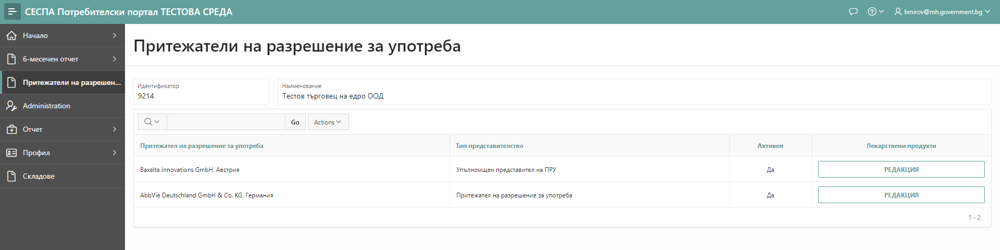 СЕСПА Потребителски портал ТЕСТОВА СРЕДА
bmirov@mh.government.bg
Начало
6-месечен отчет
Притежатели на разрешен...
Administration
Отчет
Профил
Складове
Притежатели на разрешение за употреба
Идентификатор
9214
Наименование
Тестов търговец на едро ООД
Go
Actions
Притежател на разрешение за употреба Тип представителство Активен Лекарствени продукти
Baxalta Innovations GmbH, Австрия Упълномщен представител на ПРУ Да РЕДАКЦИЯ
AbbVie Deutschland GmbH & Co. KG, Германия Притежател на разрешение за употреба Да РЕДАКЦИЯ
1 - 2